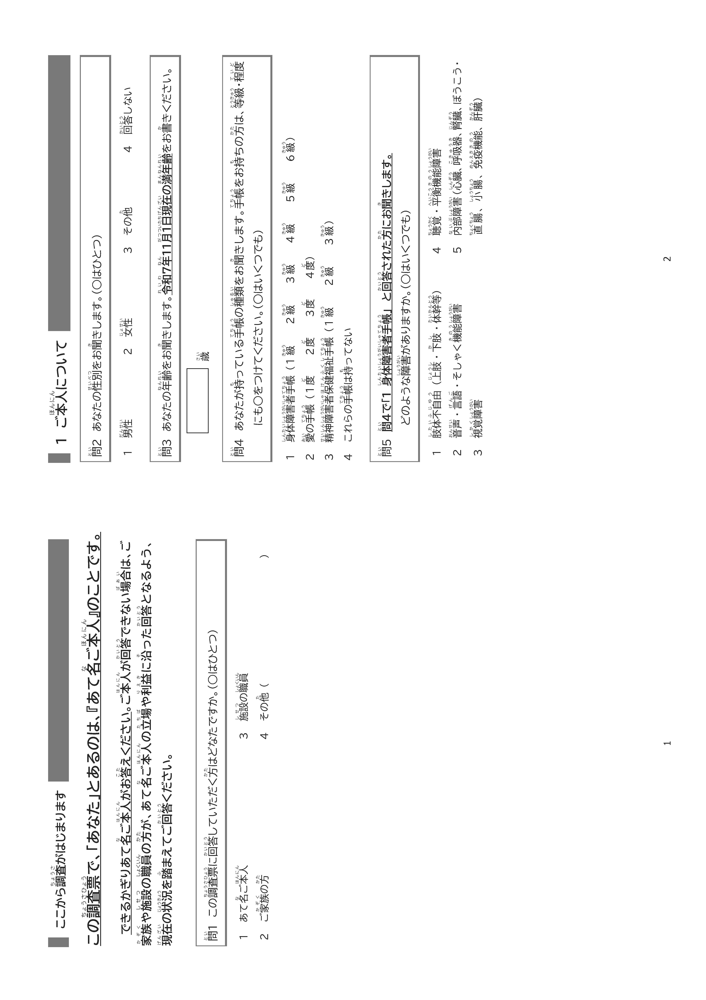 ここから調査がはじまります
この調査票で、「あなた」とあるのは、『あて名ご本人』のことです。
できるかぎりあて名ご本人がお答えください。ご本人が回答できない場合は、ご
家族や施設の職員の方が、あて名ご本人の立場や利益に沿った回答となるよう、
現在の状況を踏まえてご回答ください。
問1 この調査票に回答していただく方はどなたですか。(〇はひとつ)
1 あて名ご本人 3 施設の職員
2 ご家族の方 4 その他( )
1
1 ご本人について
問2 あなたの性別をお聞きします。(〇はひとつ)
1 男性 2 女性 3 その他 4 回答しない
問3 あなたの年齢をお聞きします。令和7年11月1日現在の満年齢をお書きください。
歳
問4 あなたが持っている手帳の種類をお聞きします。手帳をお持ちの方は、等級・程度
にも〇をつけてください。(〇はいくつでも)
1 身体障害者手帳(1級 2級 3級 4級 5級 6級)
2 愛の手帳(1度 2度 3度 4度)
3 精神障害者保健福祉手帳(1級 2級 3級)
4 これらの手帳は持ってない
問5 問4で「1 身体障害者手帳」と回答された方にお聞きします。
どのような障害がありますか。(〇はいくつでも)
1 肢体不自由(上肢・下肢・体幹等) 4 聴覚・平衡機能障害
2 音声・言語・そしゃく機能障害 5 内部障害(心臓、呼吸器、腎臓、ぼうこう・
3 視覚障害 直腸、小腸、免疫機能、肝臓)
2